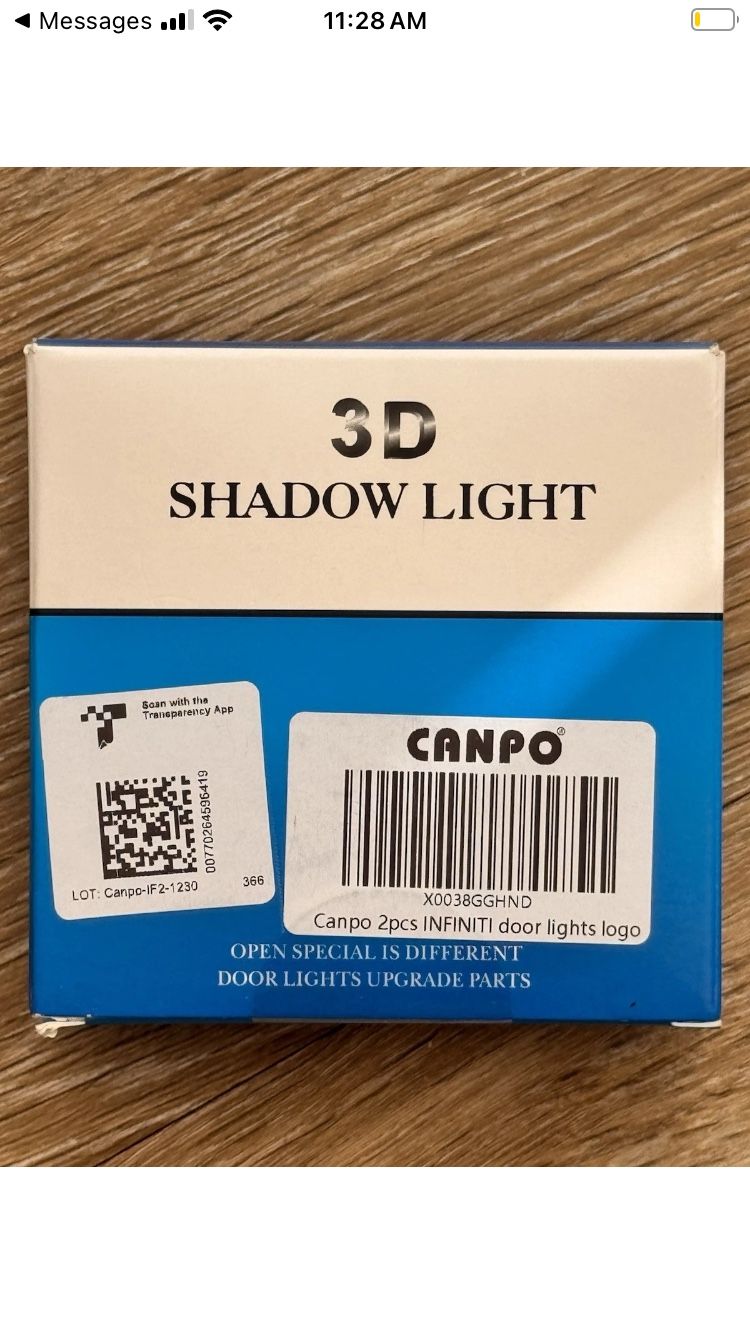 Messages
11:28 AM
3D
SHADOW LIGHT
Scan with the
Transparency App
00770264596419
LOT: Canpo-IF2-1230
366
CANPO®
X0038GGHND
Canpo 2pcs INFINITI door lights logo
OPEN SPECIAL IS DIFFERENT
DOOR LIGHTS UPGRADE PARTS